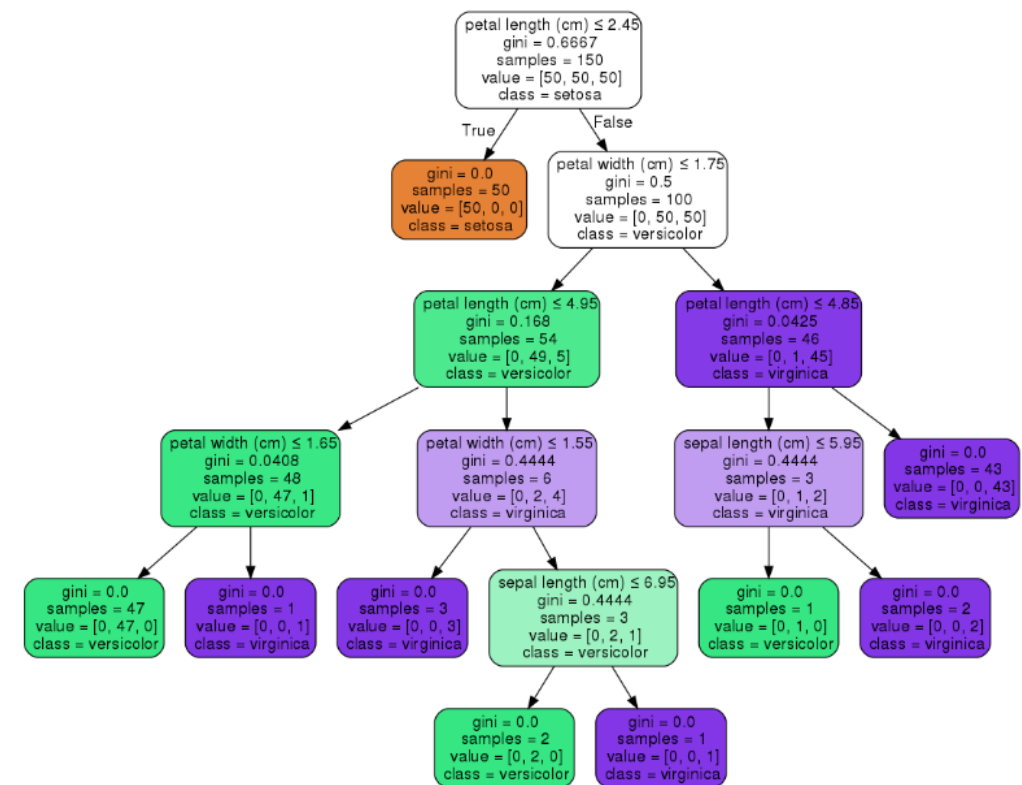 petal length (cm) ≤ 2.45
gini = 0.6667
samples = 150
value = [50, 50, 50]
class = setosa
True
False
gini = 0.0
samples = 50
value = [50, 0, 0]
class = setosa
petal width (cm) ≤ 1.75
gini = 0.5
samples = 100
value = [0, 50, 50]
class = versicolor
petal length (cm) ≤ 4.95
gini = 0.168
samples = 54
value = [0, 49, 5]
class = versicolor
petal length (cm) ≤ 4.85
gini = 0.0425
samples = 46
value = [0, 1, 45]
class = virginica
petal width (cm) ≤ 1.65
gini = 0.0408
samples = 48
value = [0, 47, 1]
class = versicolor
petal width (cm) ≤ 1.55
gini = 0.4444
samples = 6
value = [0, 2, 4]
class = virginica
sepal length (cm) ≤ 5.95
gini = 0.4444
samples = 3
value = [0, 1, 2]
class = virginica
gini = 0.0
samples = 43
value = [0, 0, 43]
class = virginica
gini = 0.0
samples = 47
value = [0, 47, 0]
class = versicolor
gini = 0.0
samples = 1
value = [0, 0, 1]
class = virginica
gini = 0.0
samples = 3
value = [0, 0, 3]
class = virginica
sepal length (cm) ≤ 6.95
gini = 0.4444
samples = 3
value = [0, 2, 1]
class = versicolor
gini = 0.0
samples = 1
value = [0, 1, 0]
class = versicolor
gini = 0.0
samples = 2
value = [0, 0, 2]
class = virginica
gini = 0.0
samples = 2
value = [0, 2, 0]
class = versicolor
gini = 0.0
samples = 1
value = [0, 0, 1]
class = virginica